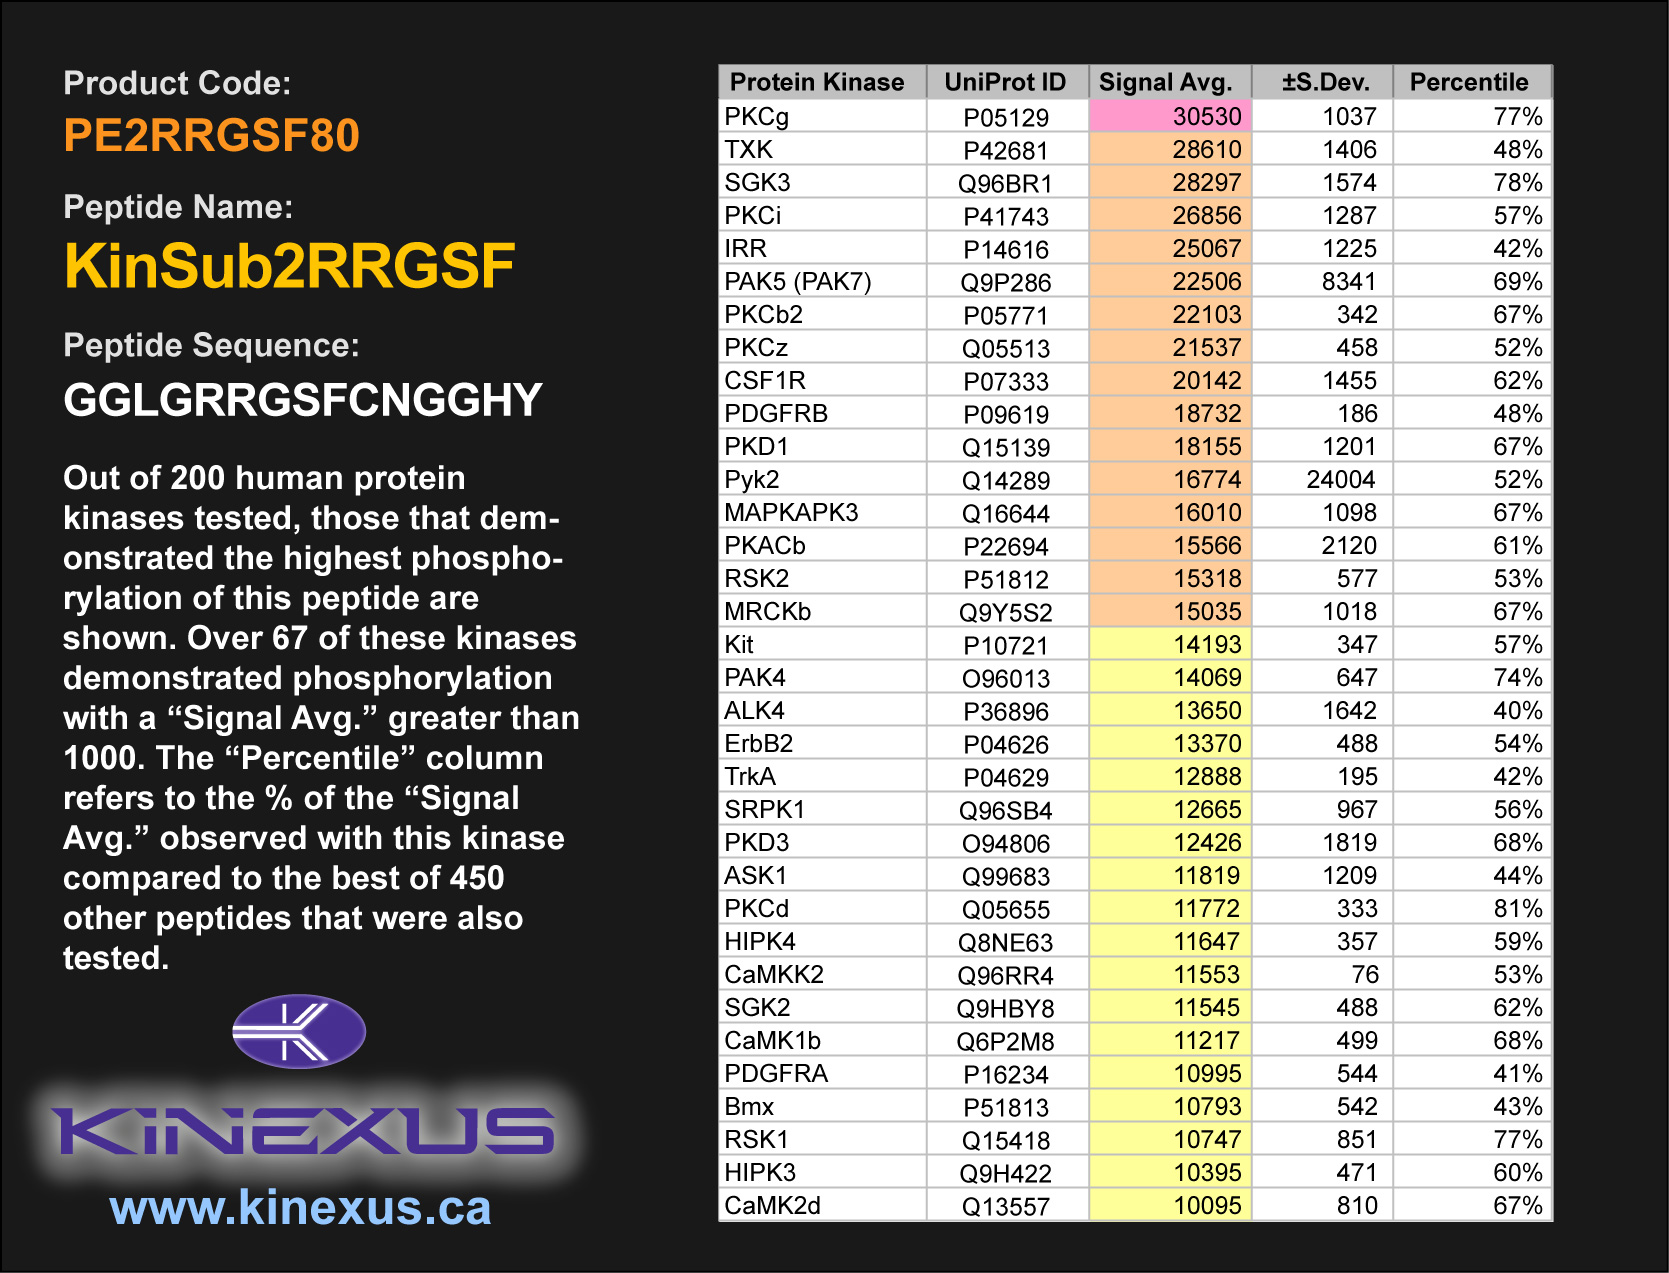 Product Code:
PE2RRGSF80
Peptide Name:
KinSub2RRGSF
Peptide Sequence:
GGLGRRGSFCNGGHY
Out of 200 human protein
kinases tested, those that dem-
onstrated the highest phospho-
rylation of this peptide are
shown. Over 67 of these kinases
demonstrated phosphorylation
with a “Signal Avg.” greater than
1000. The “Percentile” column
refers to the % of the “Signal
Avg.” observed with this kinase
compared to the best of 450
other peptides that were also
tested.
KiNEXUS
www.kinexus.ca
Protein Kinase UniProt ID Signal Avg. ±S.Dev. Percentile
PKCg P05129 30530 1037 77%
TXK P42681 28610 1406 48%
SGK3 Q96BR1 28297 1574 78%
PKCi P41743 26856 1287 57%
IRR P14616 25067 1225 42%
PAK5 (PAK7) Q9P286 22506 8341 69%
PKCb2 P05771 22103 342 67%
PKCz Q05513 21537 458 52%
CSF1R P07333 20142 1455 62%
PDGFRB P09619 18732 186 48%
PKD1 Q15139 18155 1201 67%
Pyk2 Q14289 16774 24004 52%
MAPKAPK3 Q16644 16010 1098 67%
PKACb P22694 15566 2120 61%
RSK2 P51812 15318 577 53%
MRCKb Q9Y5S2 15035 1018 67%
Kit P10721 14193 347 57%
PAK4 O96013 14069 647 74%
ALK4 P36896 13650 1642 40%
ErbB2 P04626 13370 488 54%
TrkA P04629 12888 195 42%
SRPK1 Q96SB4 12665 967 56%
PKD3 O94806 12426 1819 68%
ASK1 Q99683 11819 1209 44%
PKCd Q05655 11772 333 81%
HIPK4 Q8NE63 11647 357 59%
CaMKK2 Q96RR4 11553 76 53%
SGK2 Q9HBY8 11545 488 62%
CaMK1b Q6P2M8 11217 499 68%
PDGFRA P16234 10995 544 41%
Bmx P51813 10793 542 43%
RSK1 Q15418 10747 851 77%
HIPK3 Q9H422 10395 471 60%
CaMK2d Q13557 10095 810 67%